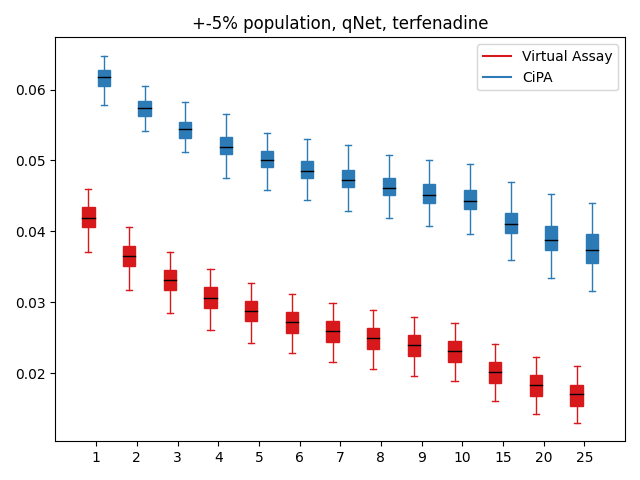 +-5% population, qNet, terfenadine
Virtual Assay
CiPA
0.06
0.05
0.04
0.03
0.02
1 2 3 4 5 6 7 8 9 10 15 20 25